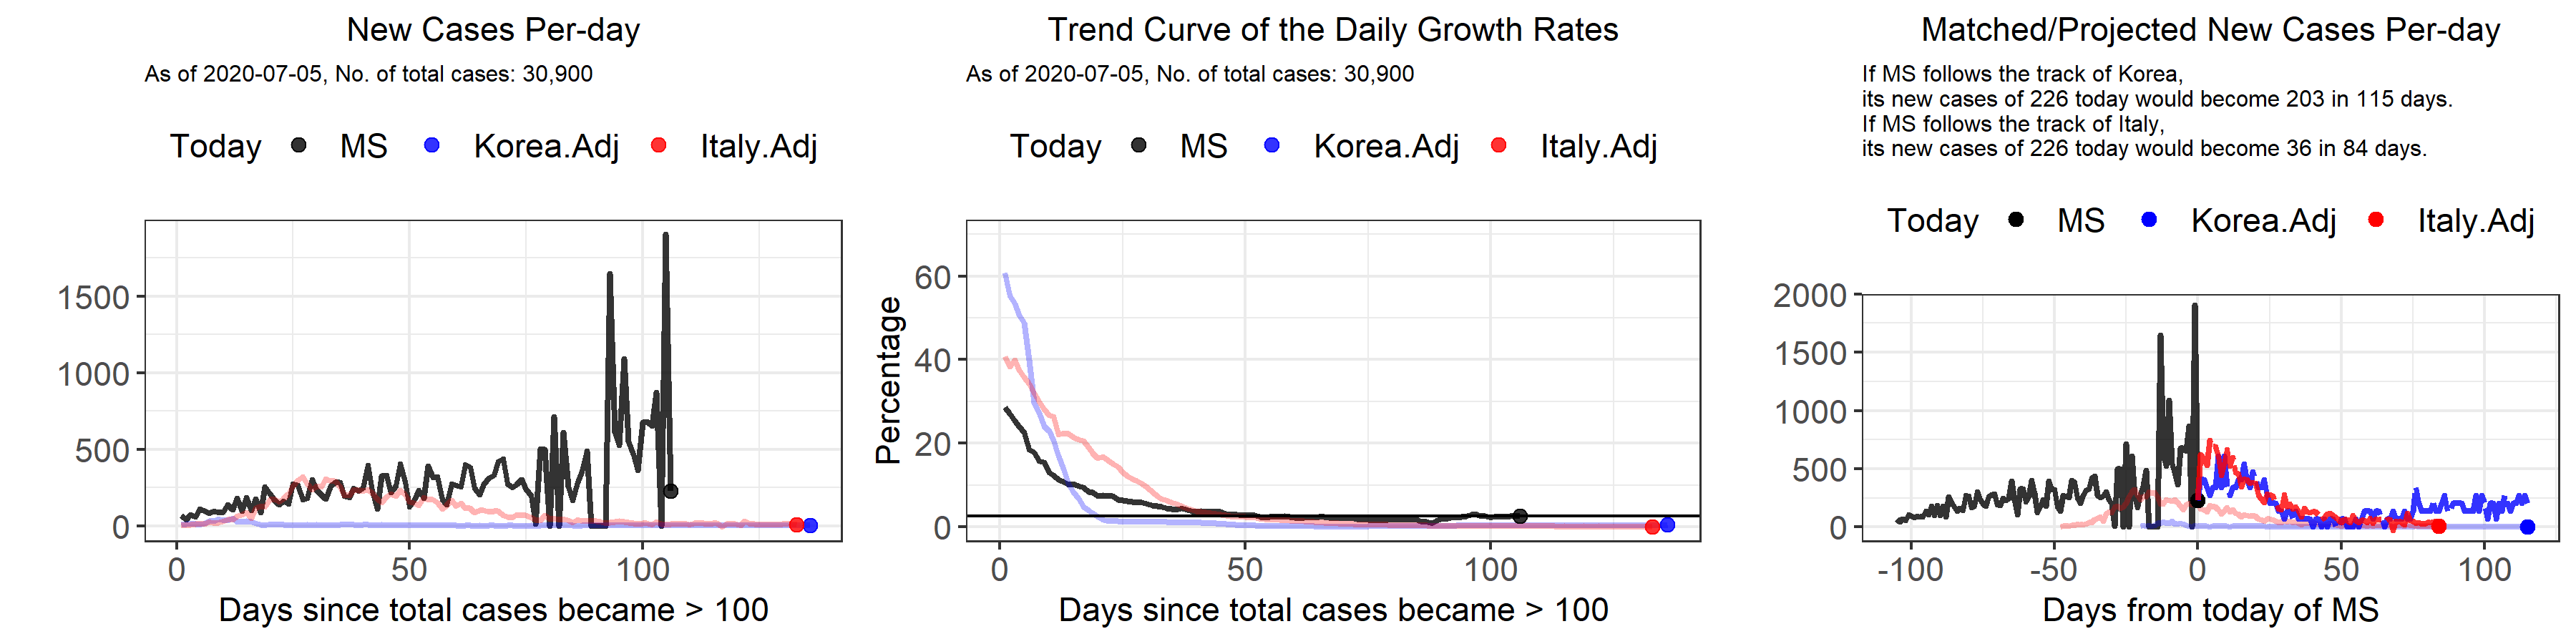 New Cases Per-day
As of 2020-07-05, No. of total cases: 30,900
Today MS Korea.Adj Italy.Adj
1500
1000
500
0
0 50 100
Days since total cases became > 100
Trend Curve of the Daily Growth Rates
As of 2020-07-05, No. of total cases: 30,900
Today MS Korea.Adj Italy.Adj
Percentage
60
40
20
0
0 50 100
Days since total cases became > 100
Matched/Projected New Cases Per-day
If MS follows the track of Korea,
its new cases of 226 today would become 203 in 115 days.
If MS follows the track of Italy,
its new cases of 226 today would become 36 in 84 days.
Today MS Korea.Adj Italy.Adj
2000
1500
1000
500
0
-100 -50 0 50 100
Days from today of MS